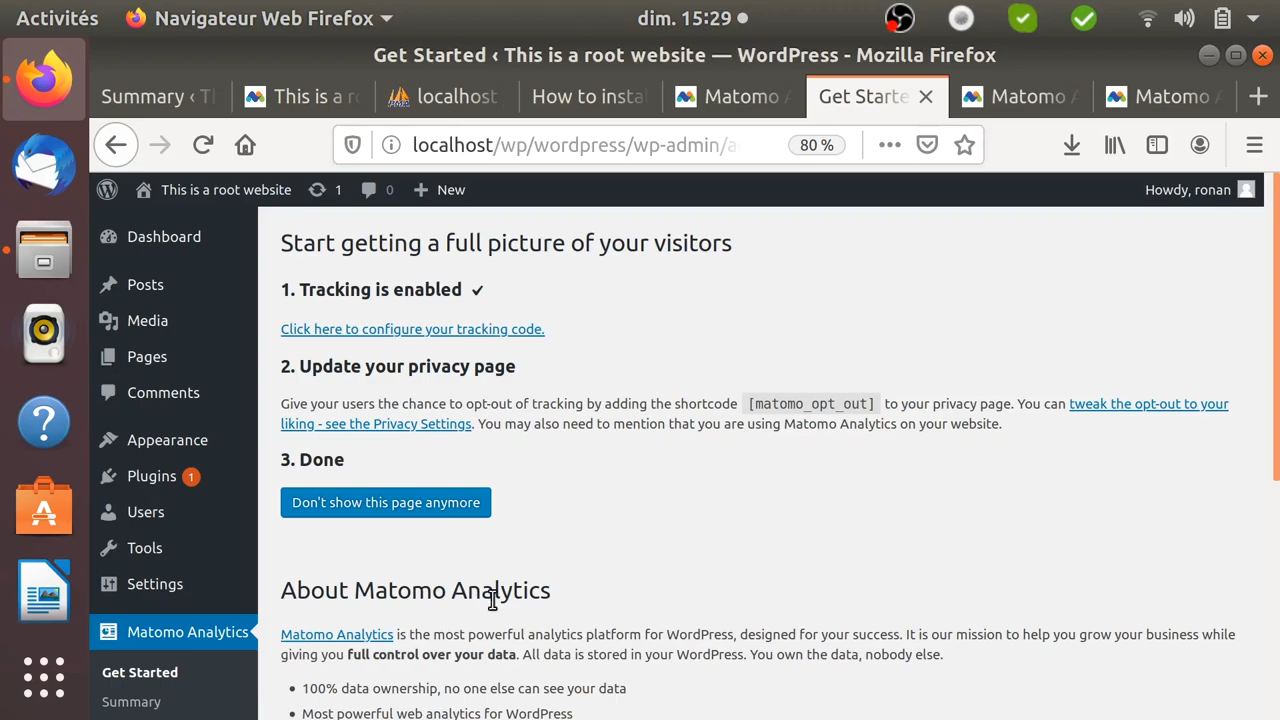 Activités Navigateur Web Firefox dim. 15:29
Get Started ‹ This is a root website — WordPress - Mozilla Firefox
Summary ‹ Th This is a ro localhost How to insta Matomo A Get Starte Matomo A Matomo A
localhost/wp/wordpress/wp-admin/a 80 %
This is a root website 1 0 New Howdy, ronan
Dashboard
Posts
Media
Pages
Comments
Appearance
Plugins 1
Users
Tools
Settings
Matomo Analytics
Get Started
Summary
Start getting a full picture of your visitors
1. Tracking is enabled ✓
Click here to configure your tracking code.
2. Update your privacy page
Give your users the chance to opt-out of tracking by adding the shortcode [matomo_opt_out] to your privacy page. You can tweak the opt-out to your
liking - see the Privacy Settings. You may also need to mention that you are using Matomo Analytics on your website.
3. Done
Don't show this page anymore
About Matomo Analytics
Matomo Analytics is the most powerful analytics platform for WordPress, designed for your success. It is our mission to help you grow your business while
giving you full control over your data. All data is stored in your WordPress. You own the data, nobody else.
• 100% data ownership, no one else can see your data
• Most powerful web analytics for WordPress